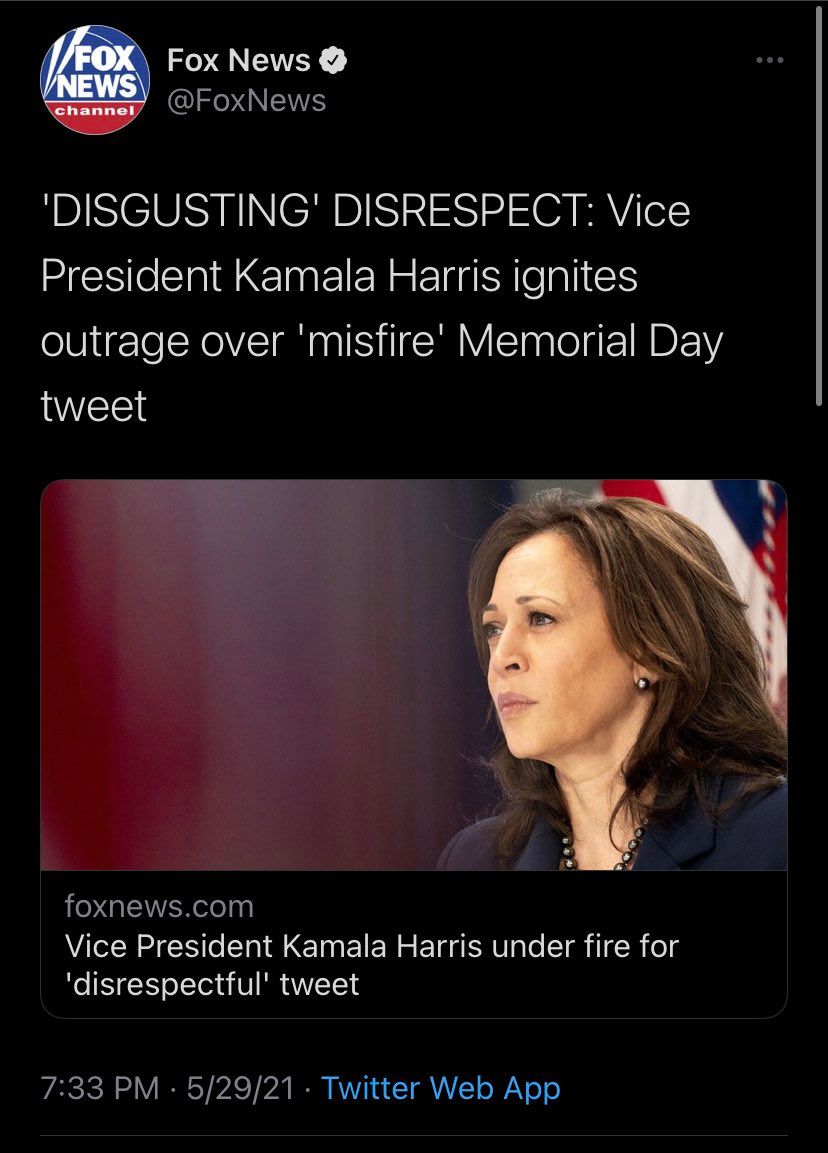 FOX
NEWS
channel
Fox News
@FoxNews
'DISGUSTING' DISRESPECT: Vice
President Kamala Harris ignites
outrage over 'misfire' Memorial Day
tweet
foxnews.com
Vice President Kamala Harris under fire for
'disrespectful' tweet
7:33 PM · 5/29/21 · Twitter Web App